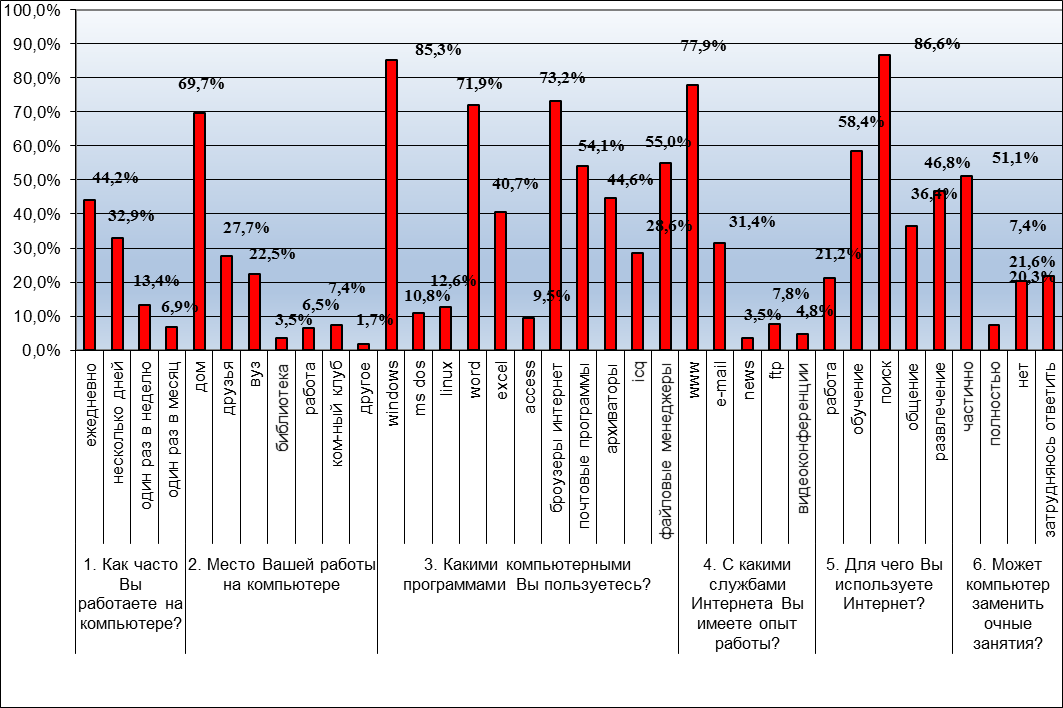 100,0%
90,0%
80,0%
70,0%
60,0%
50,0%
40,0%
30,0%
20,0%
10,0%
0,0%
44,2%
32,9%
13,4%
6,9%
69,7%
27,7%
22,5%
3,5%
6,5%
7,4%
1,7%
85,3%
10,8%
12,6%
71,9%
40,7%
9,5%
73,2%
54,1%
44,6%
28,6%
55,0%
77,9%
31,4%
3,5%
7,8%
4,8%
21,2%
58,4%
86,6%
36,4%
46,8%
51,1%
7,4%
20,3%
21,6%
ежедневно
несколько дней
один раз в неделю
один раз в месяц
дом
друзья
вуз
библиотека
работа
ком-ный клуб
другое
windows
ms dos
linux
word
excel
access
броузеры интернет
почтовые программы
архиваторы
icq
файловые менеджеры
www
e-mail
news
ftp
видеоконференции
работа
обучение
поиск
общение
развлечение
частично
полностью
нет
затрудняюсь ответить
1. Как часто
Вы
работаете на
компьютере?
2. Место Вашей работы
на компьютере
3. Какими компьютерными
программами Вы пользуетесь?
4. С какими
службами
Интернета Вы
имеете опыт
работы?
5. Для чего Вы
используете
Интернет?
6. Может
компьютер
заменить
очные
занятия?